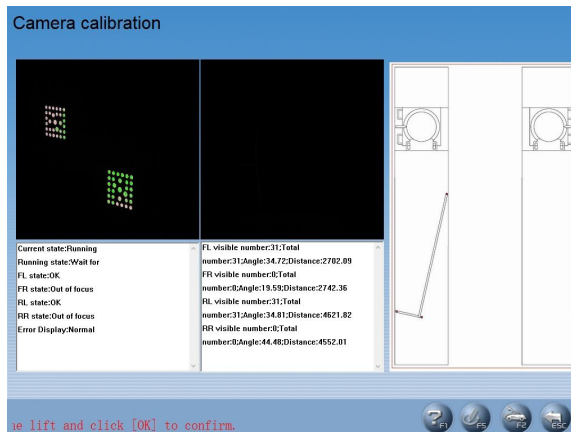 Camera calibration
Current state:Running
Running state:Wait for
FL state:OK
FR state:Out of focus
RL state:OK
RR state:Out of focus
Error Display:Normal
FL visible number:31;Total
number:31;Angle:34.72;Distance:2702.09
FR visible number:0;Total
number:0;Angle:19.59;Distance:2742.36
RL visible number:31;Total
number:31;Angle:34.81;Distance:4621.82
RR visible number:0;Total
number:0;Angle:44.48;Distance:4552.01
lift and click [OK] to confirm.
F1
F5
F2
ESC